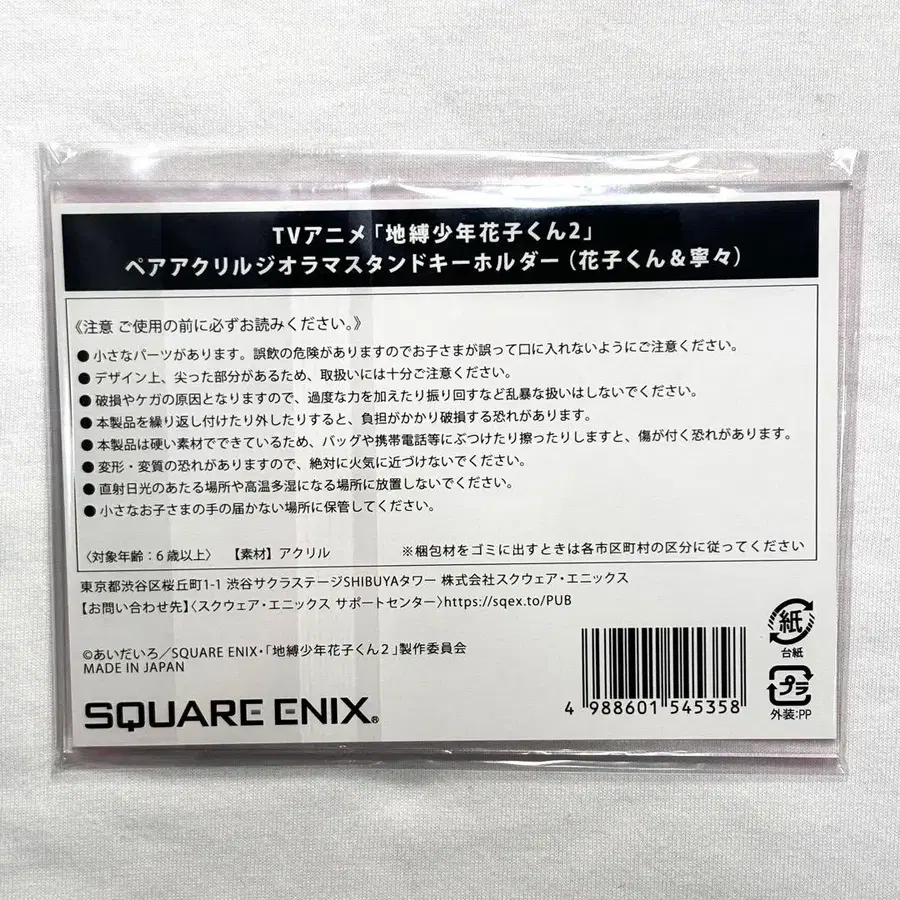 TVアニメ「地縛少年花子くん2」
ペアアクリルジオラマスタンドキーホルダー（花子くん＆寧々）
《注意 ご使用の前に必ずお読みください。》
● 小さなパーツがあります。誤飲の危険がありますのでお子さまが誤って口に入れないようにご注意ください。
● デザイン上、尖った部分があるため、取扱いには十分ご注意ください。
● 破損やケガの原因となりますので、過度な力を加えたり振り回すなど乱暴な扱いはしないでください。
● 本製品を繰り返し付けたり外したりすると、負担がかかり破損する恐れがあります。
● 本製品は硬い素材でできているため、バッグや携帯電話等にぶつけたり擦ったりしますと、傷が付く恐れがあります。
● 変形・変質の恐れがありますので、絶対に火気に近づけないでください。
● 直射日光のあたる場所や高温多湿になる場所に放置しないでください。
● 小さなお子さまの手の届かない場所に保管してください。
〈対象年齢：6歳以上〉 【素材】アクリル ※梱包材をゴミに出すときは各市区町村の区分に従ってください
東京都渋谷区桜丘町1-1 渋谷サクラステージSHIBUYAタワー 株式会社スクウェア・エニックス
【お問い合わせ先】〈スクウェア・エニックス サポートセンター〉https://sqex.to/PUB
©あいだいろ／SQUARE ENIX・「地縛少年花子くん２」製作委員会
MADE IN JAPAN
SQUARE ENIX®
4 988601 545358
紙
台紙
プラ
外装:PP